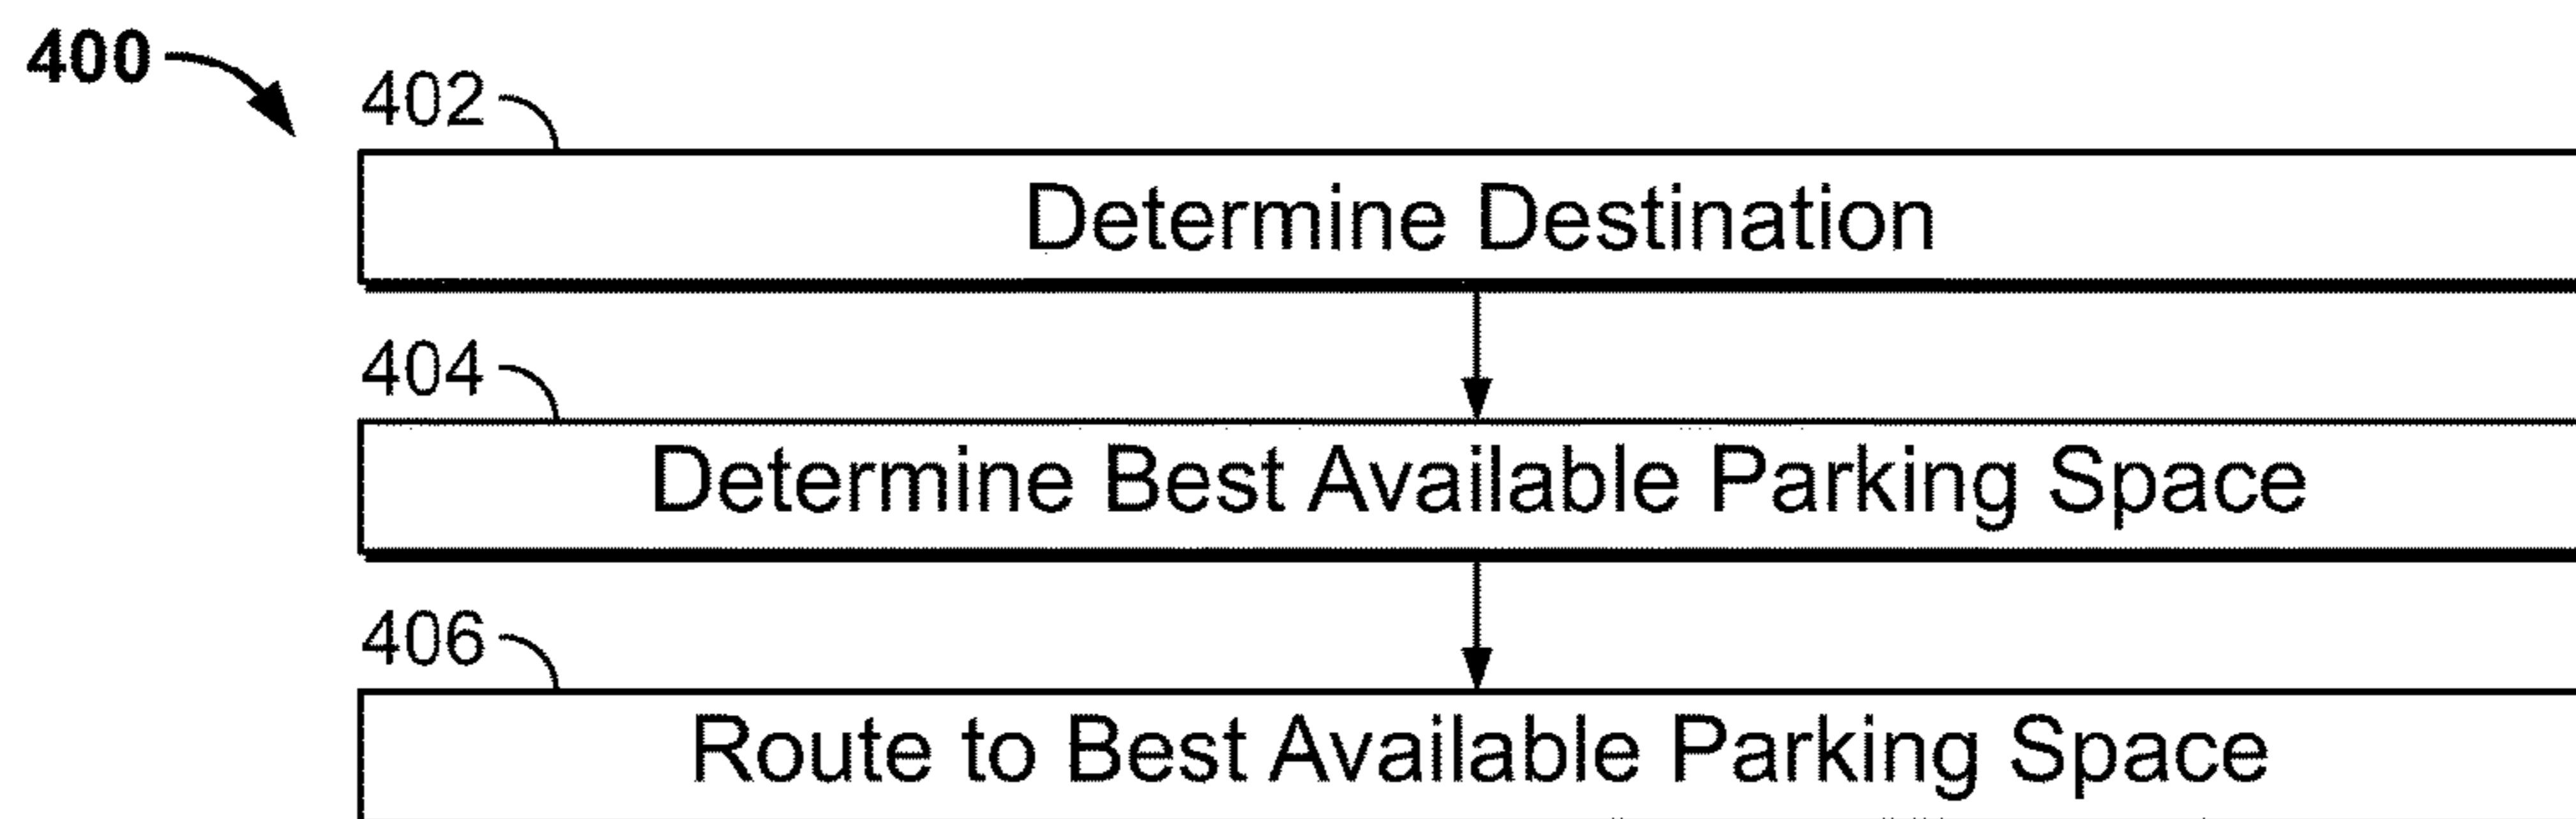 400
402
Determine Destination
404
Determine Best Available Parking Space
406
Route to Best Available Parking Space